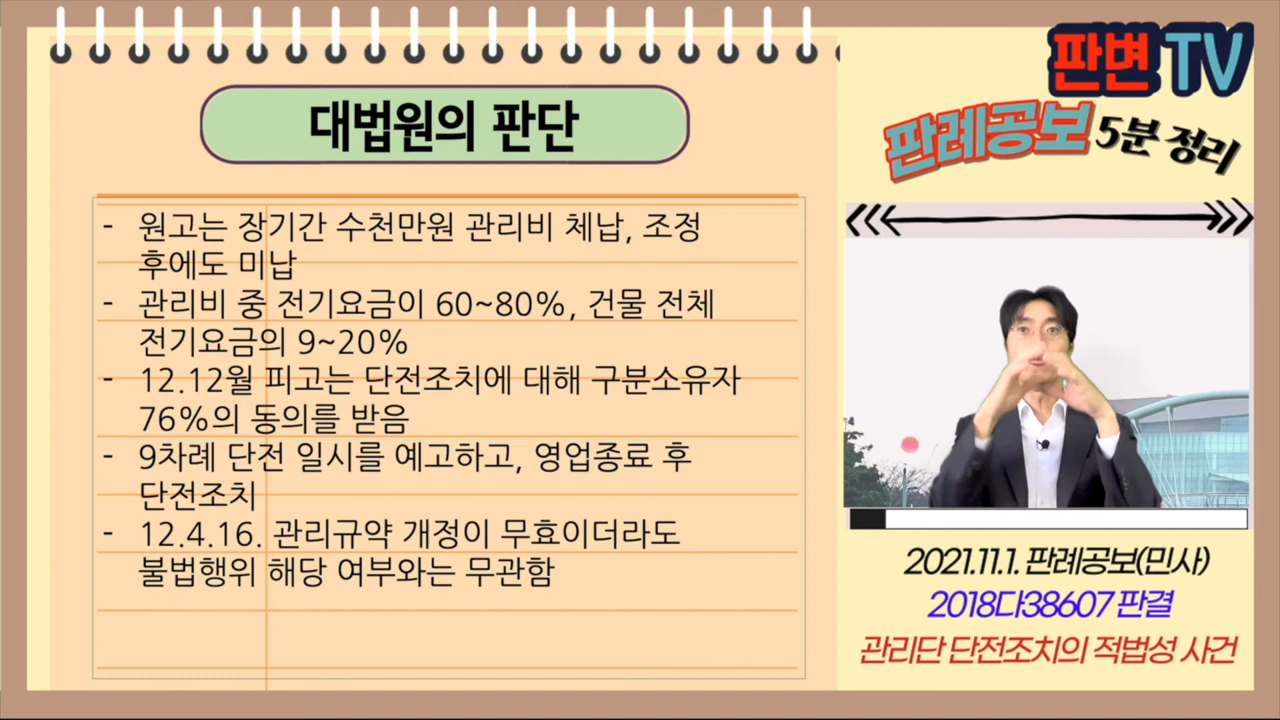 판변 TV
판례공보 5분 정리
대법원의 판단
- 원고는 장기간 수천만원 관리비 체납, 조정
후에도 미납
- 관리비 중 전기요금이 60~80%, 건물 전체
전기요금의 9~20%
- 12.12월 피고는 단전조치에 대해 구분소유자
76%의 동의를 받음
- 9차례 단전 일시를 예고하고, 영업종료 후
단전조치
- 12.4.16. 관리규약 개정이 무효이더라도
불법행위 해당 여부와는 무관함
2021.11.1. 판례공보(민사)
2018다38607 판결
관리단 단전조치의 적법성 사건